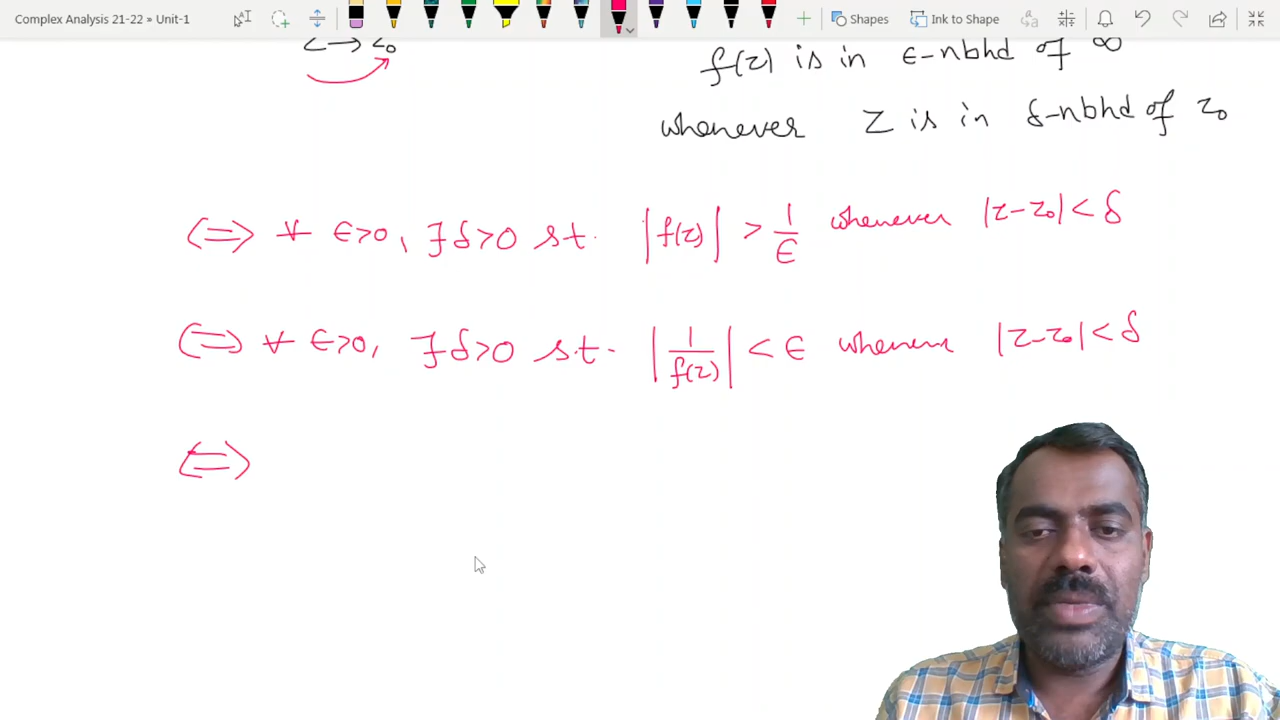 Complex Analysis 21-22 » Unit-1
Shapes
Ink to Shape
z → z₀
f(z) is in ϵ-nbhd of ∞
whenever z is in δ-nbhd of z₀
⇔ ∀ ϵ>0, ∃ δ>0 s.t. |f(z)| > 1/ϵ whenever |z-z₀| < δ
⇔ ∀ ϵ>0, ∃ δ>0 s.t. |1/f(z)| < ϵ whenever |z-z₀| < δ
⇔